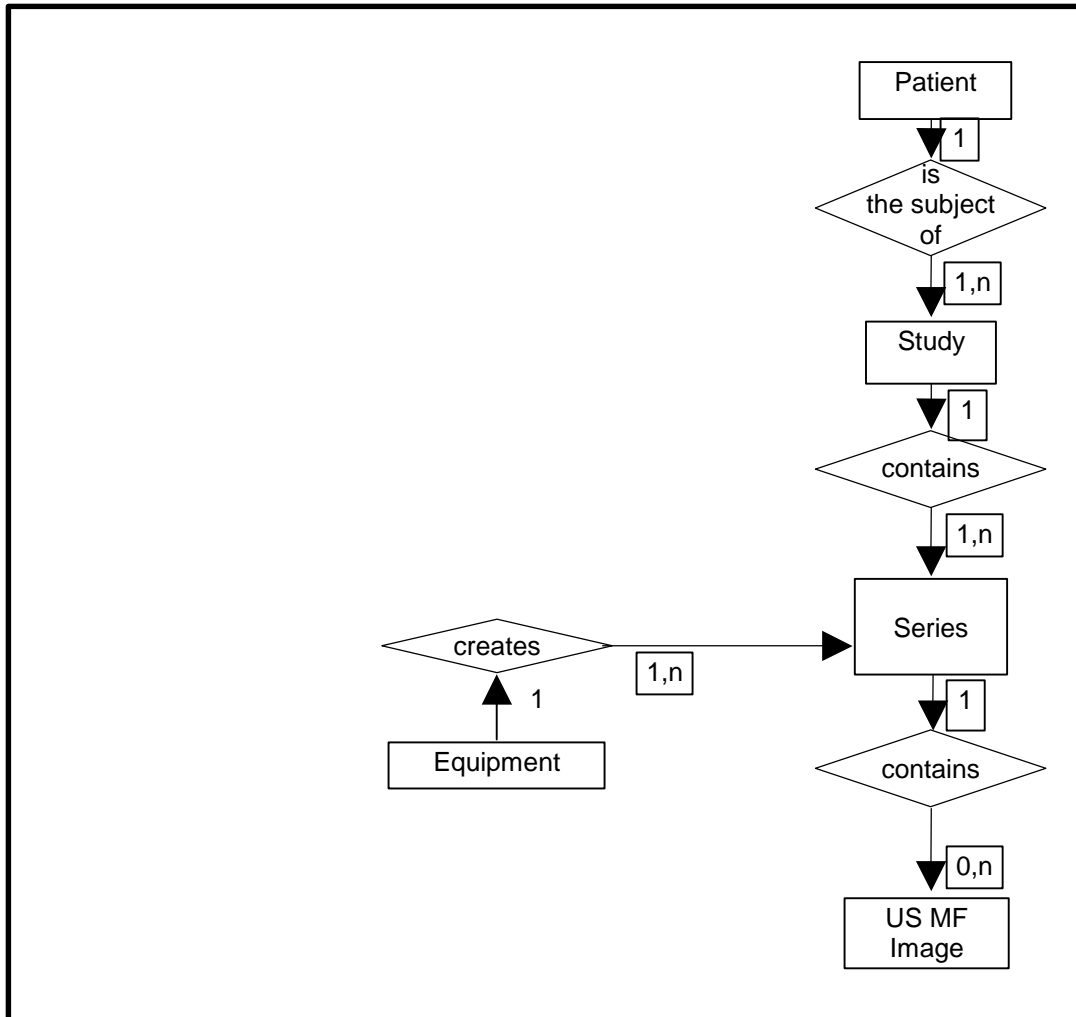 Patient
1
is
the subject
of
1,n
Study
1
contains
1,n
Series
creates
1,n
1
Equipment
1
contains
0,n
US MF
Image